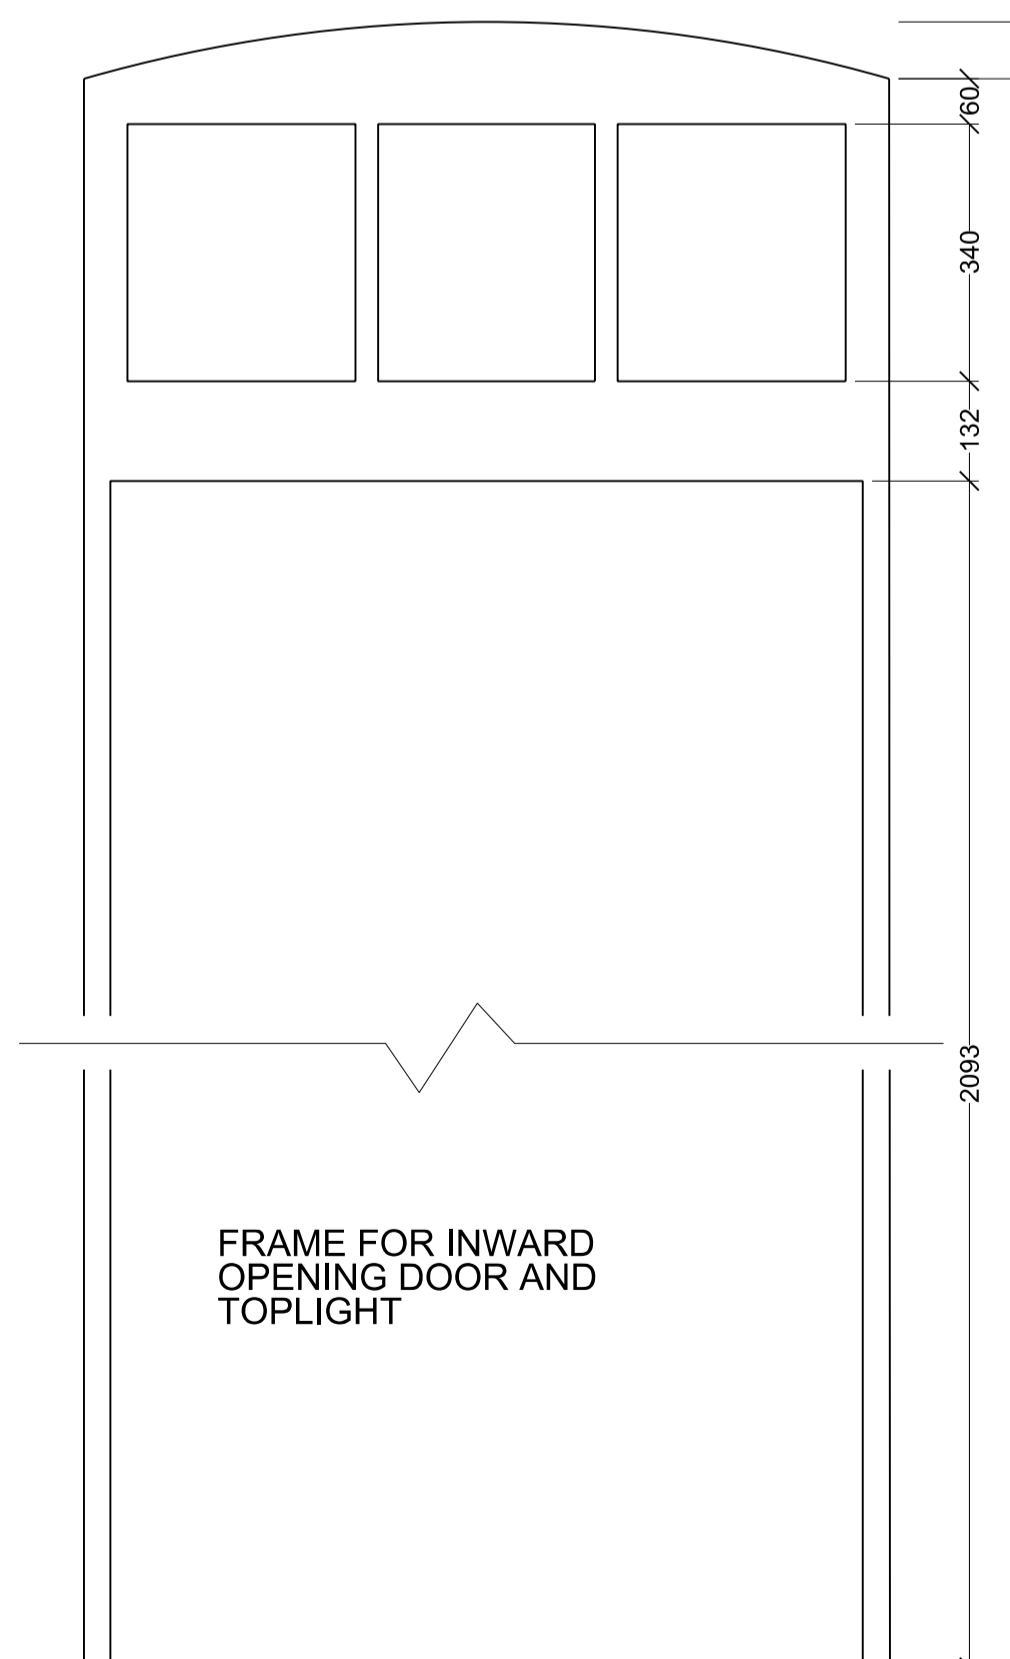 60
340
132
2093
FRAME FOR INWARD
OPENING DOOR AND
TOPLIGHT